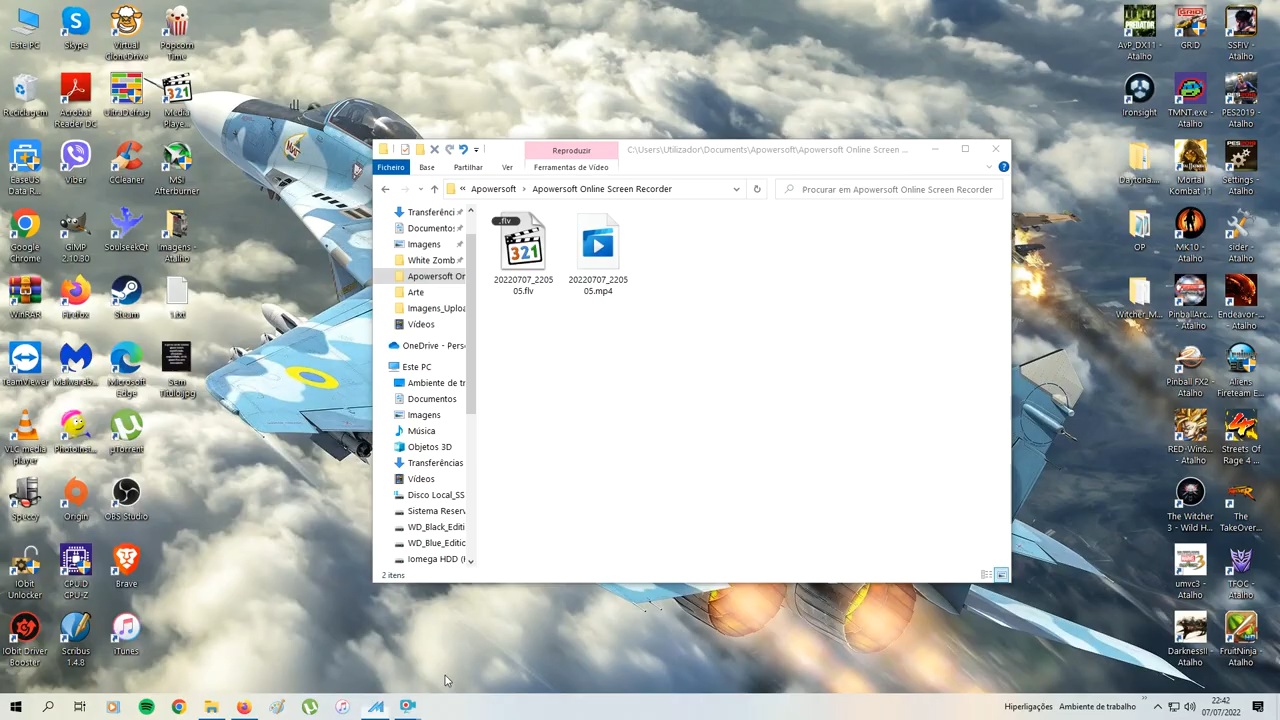 Este PC
Skype
Virtual
CloneDrive
Popcorn
Time
Reciclagem
Acrobat
Reader DC
UltraDefrag
Media
Playe...
EaseUS
Data R...
Viber
CCleaner
MSI
Afterburner
Google
Chrome
GIMP
2.10.30
SoulseekQt
Imagens -
Atalho
WinRAR
Firefox
Steam
1.txt
TeamViewer
Malwareb...
Microsoft
Edge
Sem
Título.jpg
VLC media
player
PhotoInst...
µTorrent
Speccy
Origin
OBS Studio
IObit
Unlocker
CPU-D
CPU-Z
Brave
IObit Driver
Booster
Scribus
1.4.8
iTunes
Reproduzir
C:\Users\Utilizador\Documents\Apowersoft\Apowersoft Online Screen ...
Ficheiro
Base
Partilhar
Ver
Ferramentas de Vídeo
« Apowersoft > Apowersoft Online Screen Recorder
Procurar em Apowersoft Online Screen Recorder
Transferênci
Documentos
Imagens
White Zomb
Apowersoft Or
Arte
Imagens_Uploa
Vídeos
OneDrive - Perso
Este PC
Ambiente de tr
Documentos
Imagens
Música
Objetos 3D
Transferências
Vídeos
Disco Local_SS
Sistema Reserv
WD_Black_Editi
WD_Blue_Editio
Iomega HDD (
2 itens
.flv
321
20220707_2205
05.flv
20220707_2205
05.mp4
AvP_DX11 -
Atalho
GRID
SSFIV -
Atalho
Ironsight
TMNT.exe -
Atalho
PES2019 -
Atalho
Daytona...
Mortal
Kombat 11
Settings -
Atalho
OP
MK10 -
Atalho
sider -
Atalho
Witcher_M...
PinballArc...
- Atalho
Endeavor-...
- Atalho
Pinball FX2 -
Atalho
Aliens
Fireteam E...
RED-Win6...
- Atalho
Streets Of
Rage 4 ...
The Witcher
3 - Wild H...
The
TakeOver...
umvc3 -
Atalho
TFOC -
Atalho
DarknessII -
Atalho
FruitNinja -
Atalho
Hiperligações
Ambiente de trabalho
22:42
07/07/2022